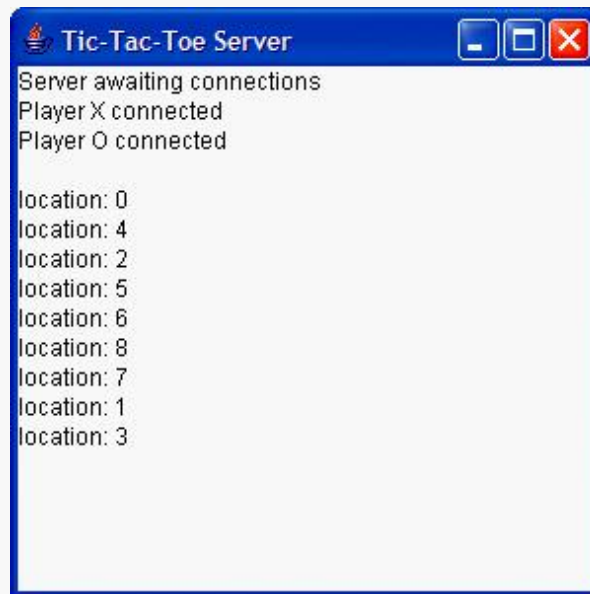 Tic-Tac-Toe Server
Server awaiting connections
Player X connected
Player O connected
location: 0
location: 4
location: 2
location: 5
location: 6
location: 8
location: 7
location: 1
location: 3